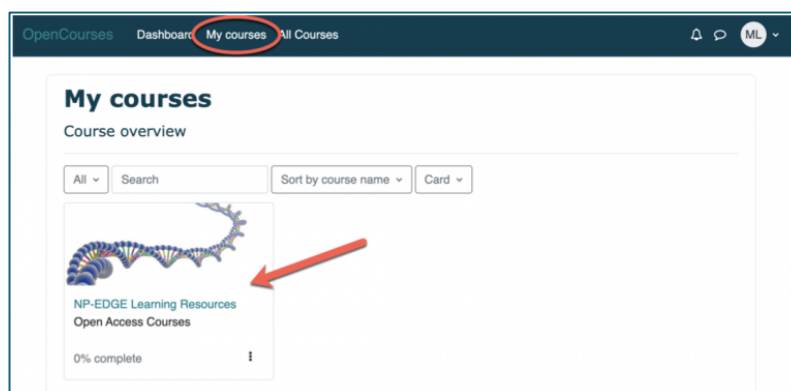 OpenCourses Dashboard My courses All Courses ML
My courses
Course overview
All Search Sort by course name Card
NP-EDGE Learning Resources
Open Access Courses
0% complete